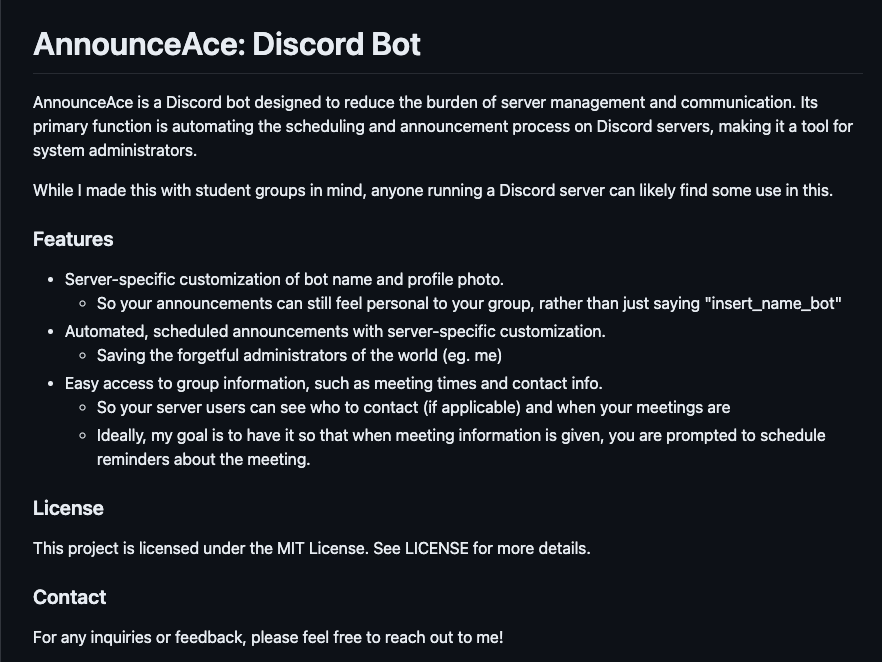 AnnounceAce: Discord Bot
AnnounceAce is a Discord bot designed to reduce the burden of server management and communication. Its
primary function is automating the scheduling and announcement process on Discord servers, making it a tool for
system administrators.
While I made this with student groups in mind, anyone running a Discord server can likely find some use in this.
Features
• Server-specific customization of bot name and profile photo.
◦ So your announcements can still feel personal to your group, rather than just saying "insert_name_bot"
• Automated, scheduled announcements with server-specific customization.
◦ Saving the forgetful administrators of the world (eg. me)
• Easy access to group information, such as meeting times and contact info.
◦ So your server users can see who to contact (if applicable) and when your meetings are
◦ Ideally, my goal is to have it so that when meeting information is given, you are prompted to schedule
reminders about the meeting.
License
This project is licensed under the MIT License. See LICENSE for more details.
Contact
For any inquiries or feedback, please feel free to reach out to me!